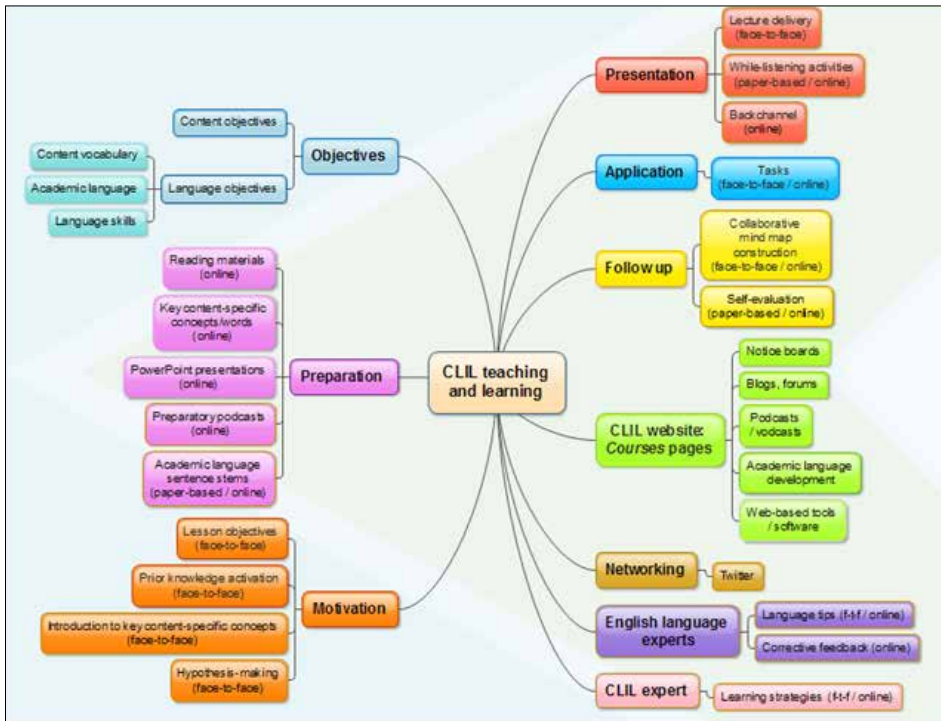 CLIL teaching
and learning
Objectives
Content objectives
Language objectives
Content vocabulary
Academic language
Language skills
Preparation
Reading materials
(online)
Key content-specific
concepts/words
(online)
PowerPoint presentations
(online)
Preparatory podcasts
(online)
Academic language
sentence stems
(paper-based / online)
Motivation
Lesson objectives
(face-to-face)
Prior knowledge activation
(face-to-face)
Introduction to key content-specific concepts
(face-to-face)
Hypothesis-making
(face-to-face)
Presentation
Lecture delivery
(face-to-face)
While-listening activities
(paper-based / online)
Back channel
(online)
Application
Tasks
(face-to-face / online)
Follow up
Collaborative
mind map
construction
(face-to-face / online)
Self-evaluation
(paper-based / online)
CLIL website:
Courses pages
Notice boards
Blogs, forums
Podcasts
/ vodcasts
Academic language
development
Web-based tools
/ software
Networking
Twitter
English language
experts
Language tips (f-t-f / online)
Corrective feedback (online)
CLIL expert
Learning strategies (f-t-f / online)